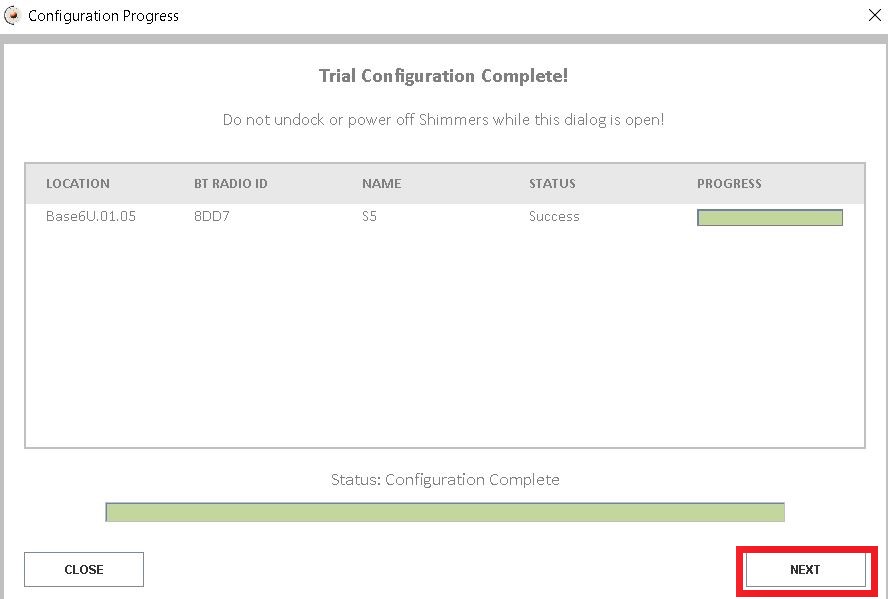 Configuration Progress
Trial Configuration Complete!
Do not undock or power off Shimmers while this dialog is open!
LOCATION BT RADIO ID NAME STATUS PROGRESS
Base6U.01.05 8DD7 S5 Success
Status: Configuration Complete
CLOSE NEXT